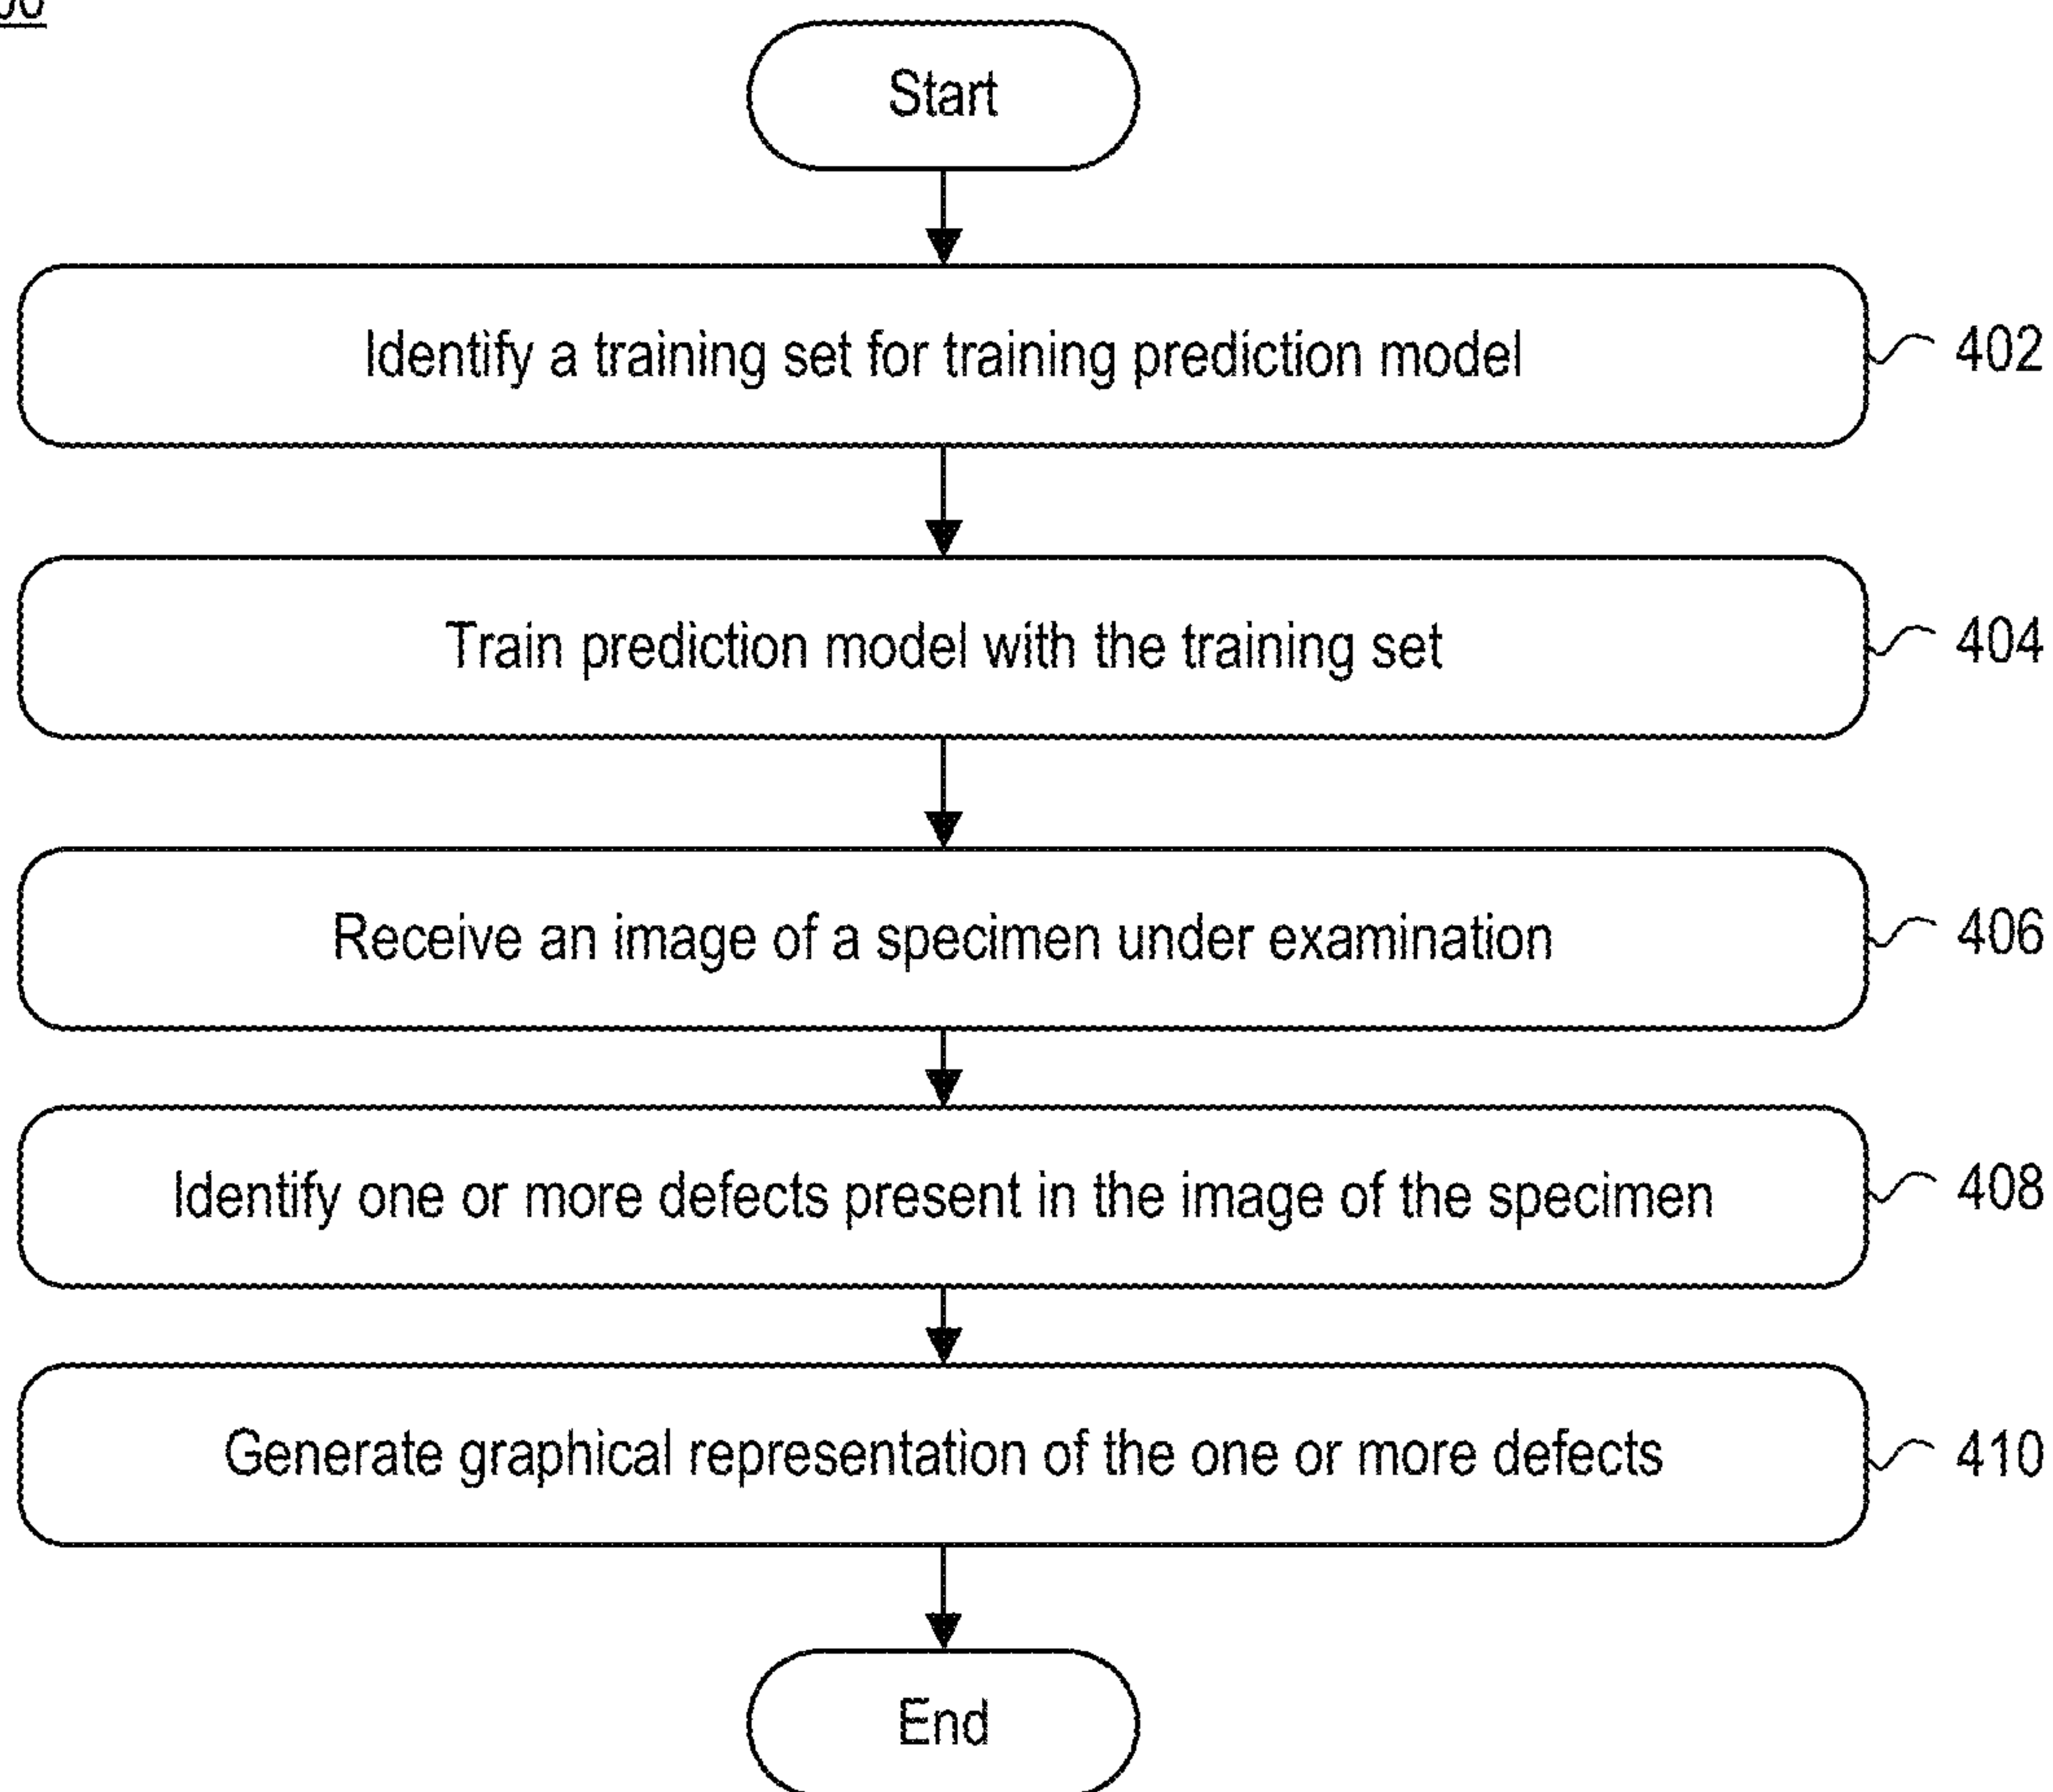 Start
Identify a training set for training prediction model
402
Train prediction model with the training set
404
Receive an image of a specimen under examination
406
Identify one or more defects present in the image of the specimen
408
Generate graphical representation of the one or more defects
410
End